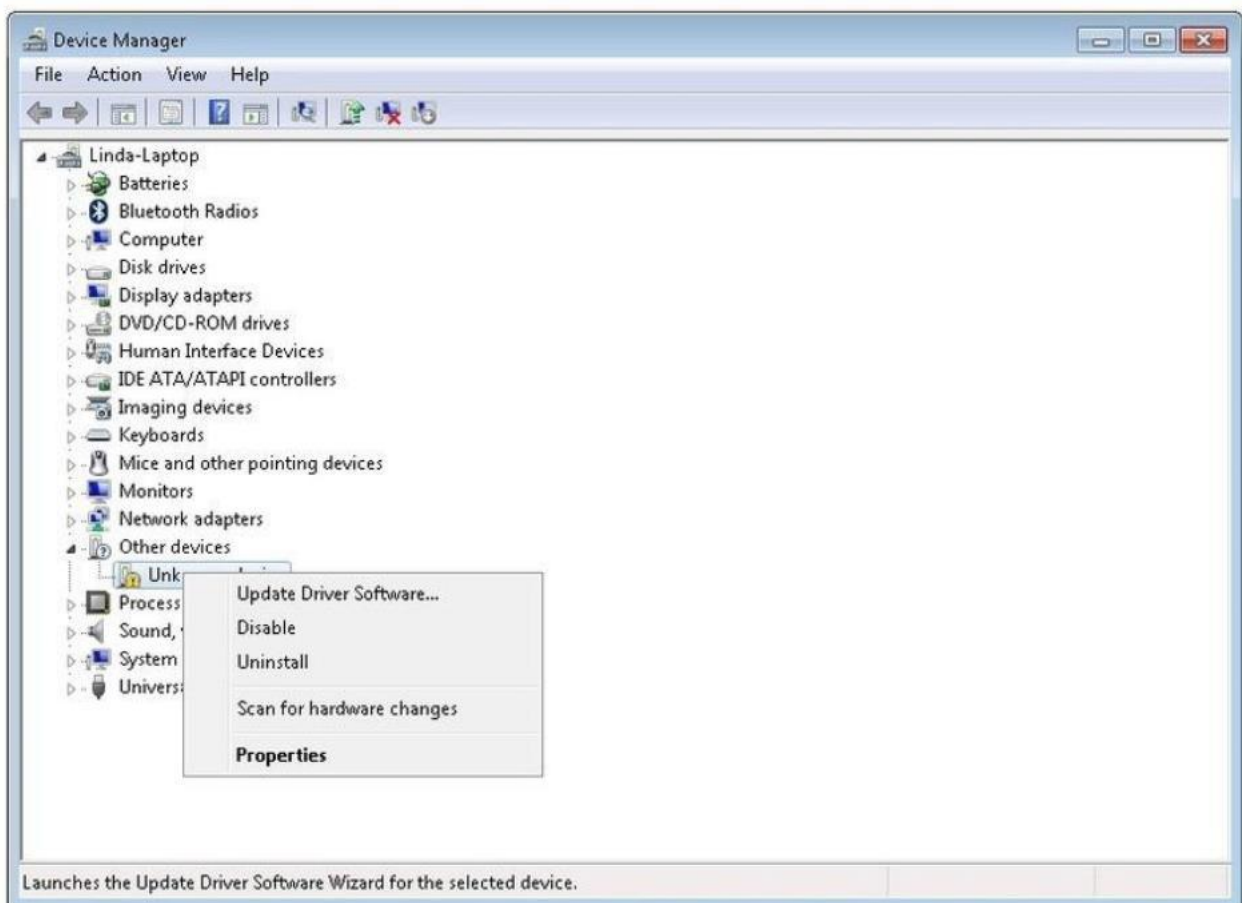 Device Manager
File Action View Help
Linda-Laptop
Batteries
Bluetooth Radios
Computer
Disk drives
Display adapters
DVD/CD-ROM drives
Human Interface Devices
IDE ATA/ATAPI controllers
Imaging devices
Keyboards
Mice and other pointing devices
Monitors
Network adapters
Other devices
Unk
Process
Sound,
System
Univers
Update Driver Software...
Disable
Uninstall
Scan for hardware changes
Properties
Launches the Update Driver Software Wizard for the selected device.